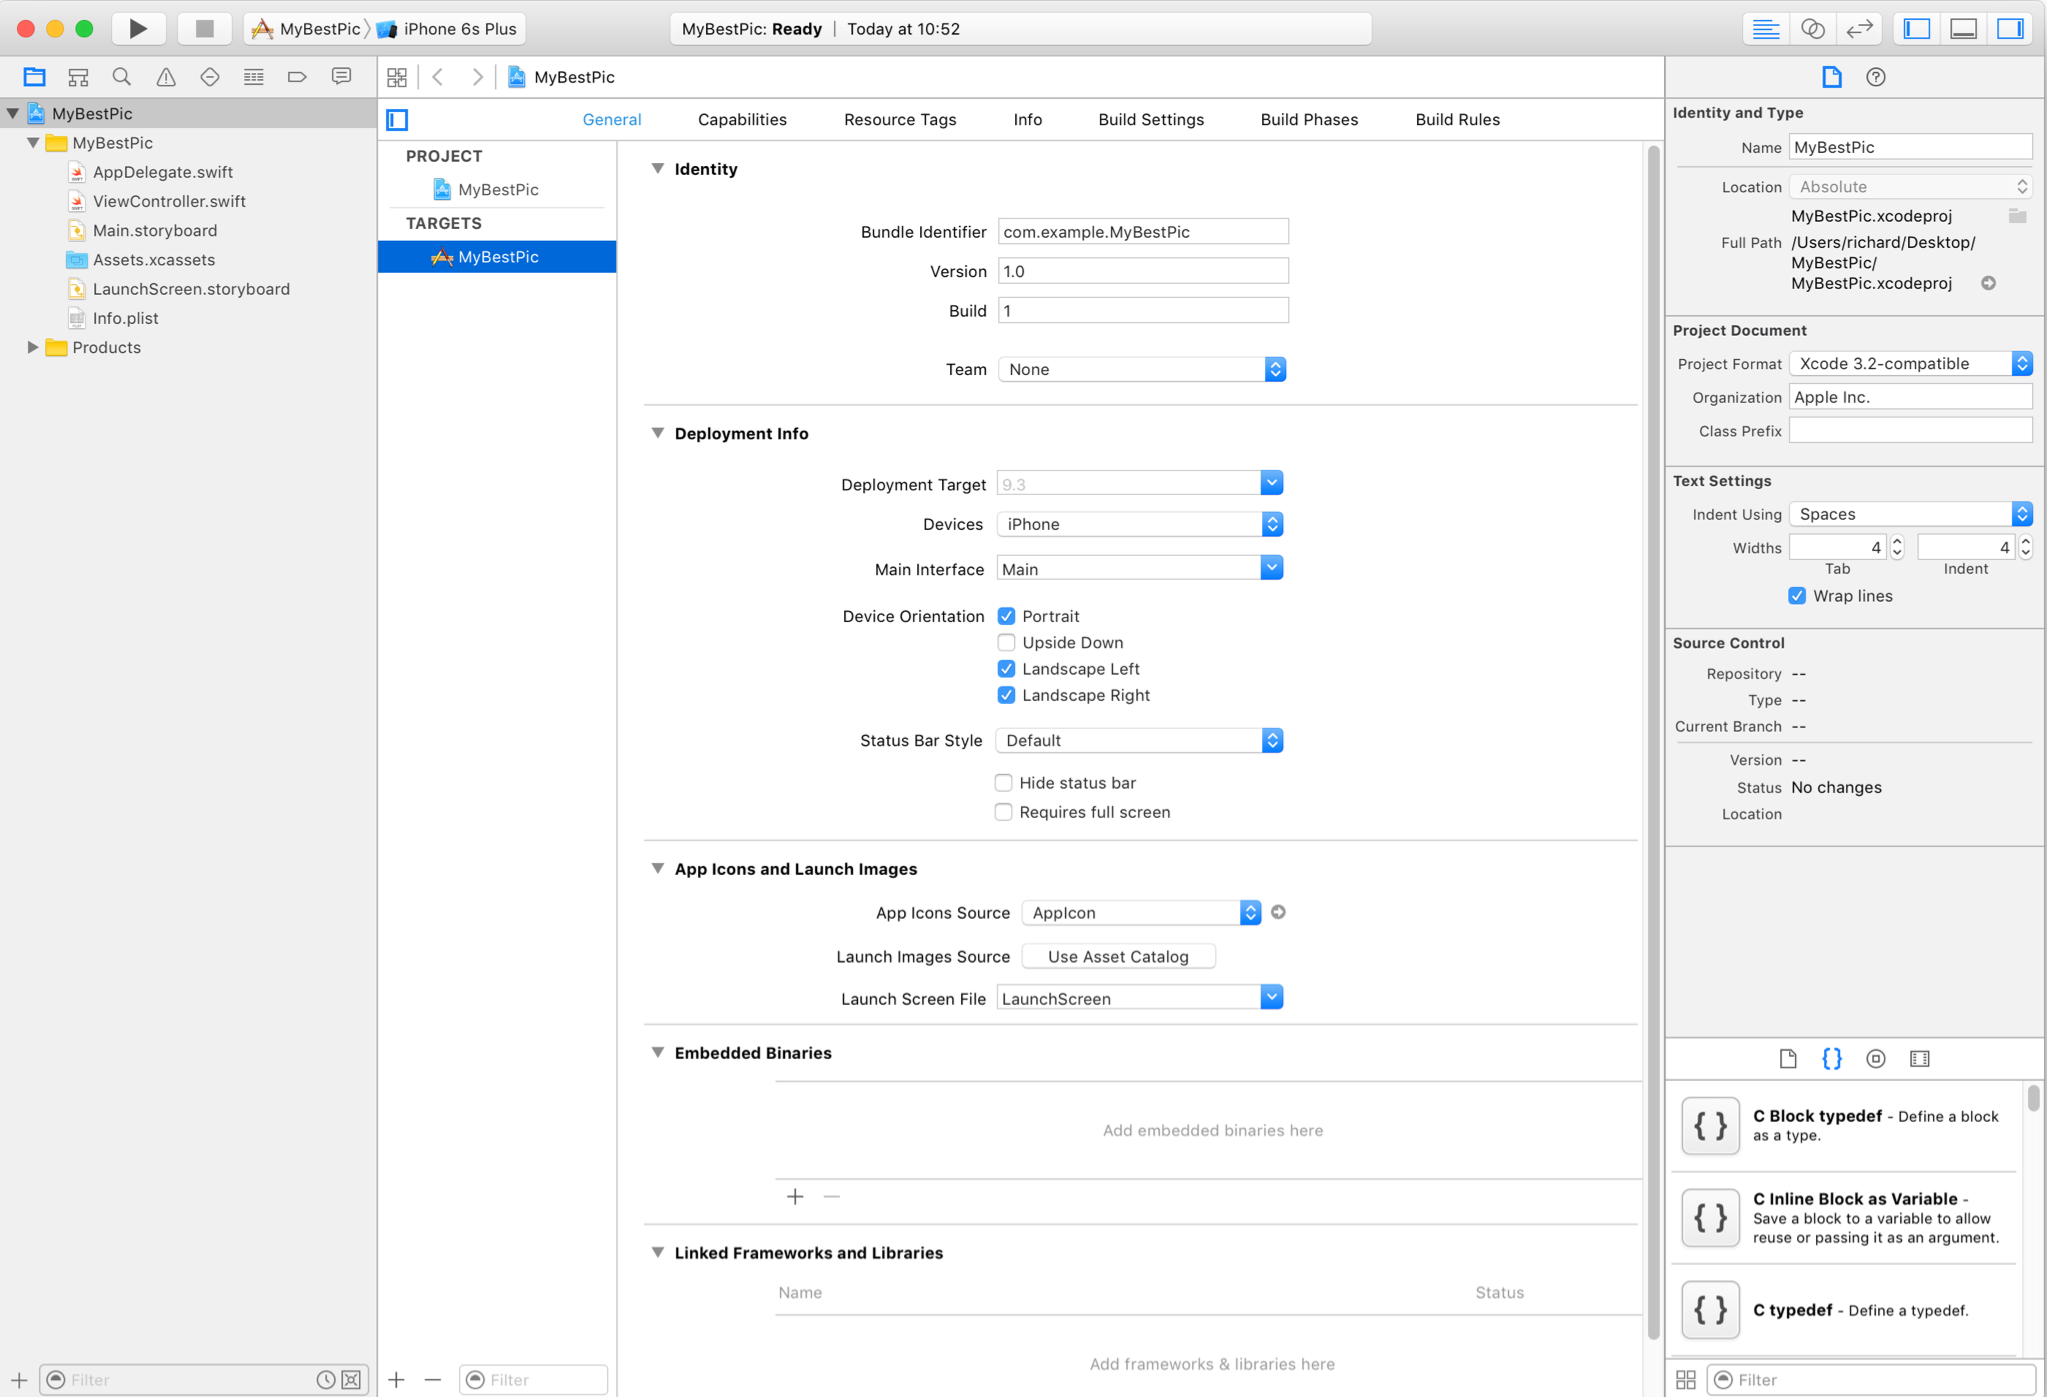 MyBestPic iPhone 6s Plus
MyBestPic: Ready | Today at 10:52
MyBestPic
MyBestPic
MyBestPic
AppDelegate.swift
ViewController.swift
Main.storyboard
Assets.xcassets
LaunchScreen.storyboard
Info.plist
Products
Filter
General Capabilities Resource Tags Info Build Settings Build Phases Build Rules
PROJECT
MyBestPic
TARGETS
MyBestPic
Filter
Identity
Bundle Identifier com.example.MyBestPic
Version 1.0
Build 1
Team None
Deployment Info
Deployment Target 9.3
Devices iPhone
Main Interface Main
Device Orientation Portrait
Upside Down
Landscape Left
Landscape Right
Status Bar Style Default
Hide status bar
Requires full screen
App Icons and Launch Images
App Icons Source AppIcon
Launch Images Source Use Asset Catalog
Launch Screen File LaunchScreen
Embedded Binaries
Add embedded binaries here
Linked Frameworks and Libraries
Name Status
Add frameworks & libraries here
Identity and Type
Name MyBestPic
Location Absolute
MyBestPic.xcodeproj
Full Path /Users/richard/Desktop/
MyBestPic/
MyBestPic.xcodeproj
Project Document
Project Format Xcode 3.2-compatible
Organization Apple Inc.
Class Prefix
Text Settings
Indent Using Spaces
Widths 4 4
Tab Indent
Wrap lines
Source Control
Repository --
Type --
Current Branch --
Version --
Status No changes
Location
{ }
{ } C Block typedef - Define a block
as a type.
{ } C Inline Block as Variable -
Save a block to a variable to allow
reuse or passing it as an argument.
{ } C typedef - Define a typedef.
Filter